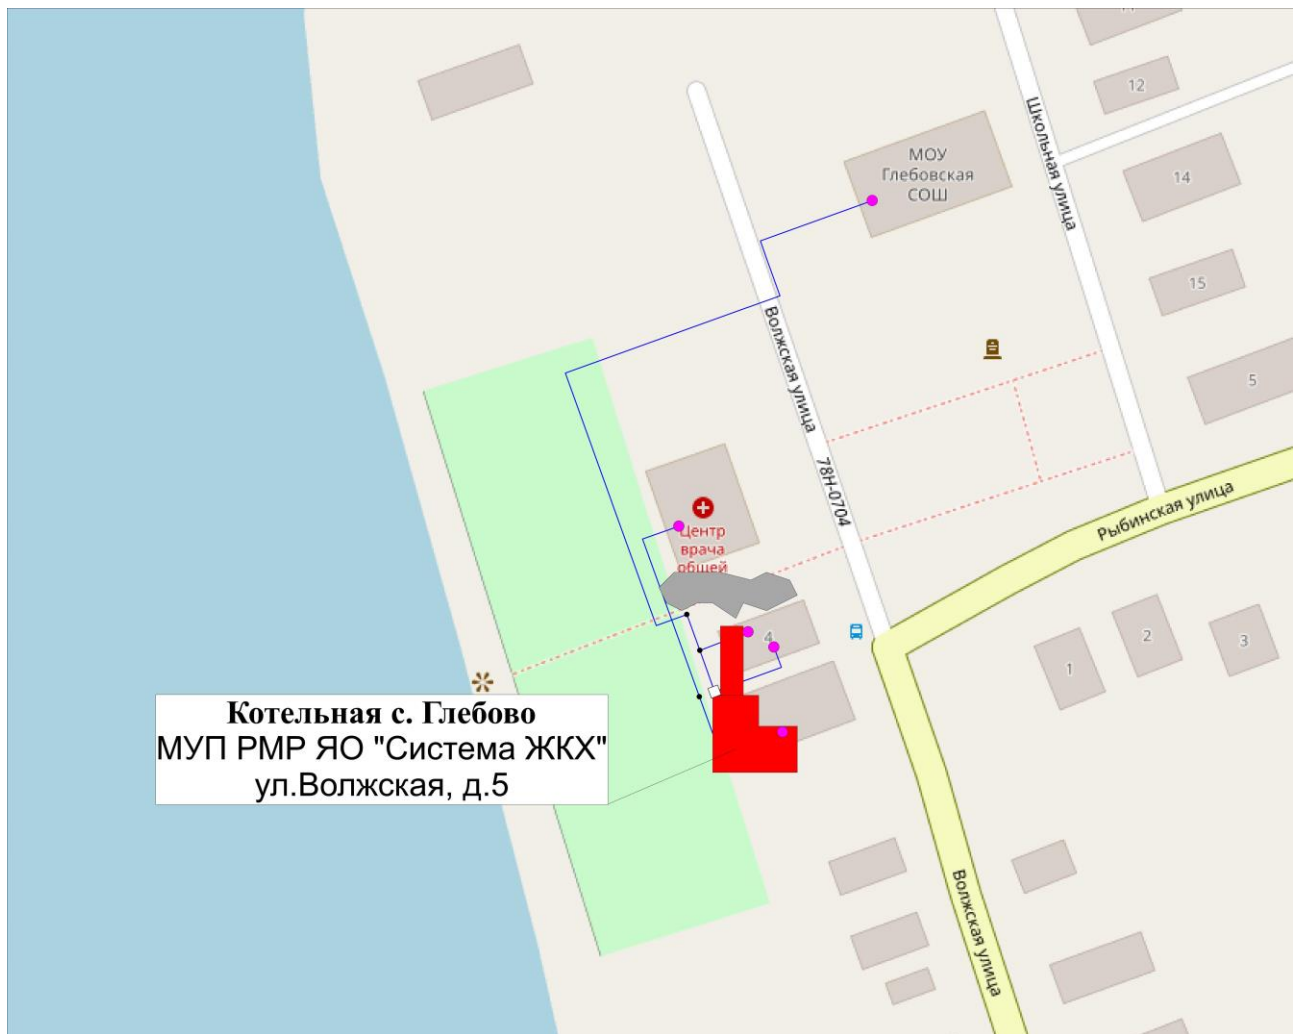 12
МОУ
Глебовская
СОШ
Школьная улица
14
15
Волжская улица
5
78Н-0704
Рыбинская улица
Центр
врача
общей
4
1
2
3
Котельная с. Глебово
МУП РМР ЯО "Система ЖКХ"
ул.Волжская, д.5
Волжская улица